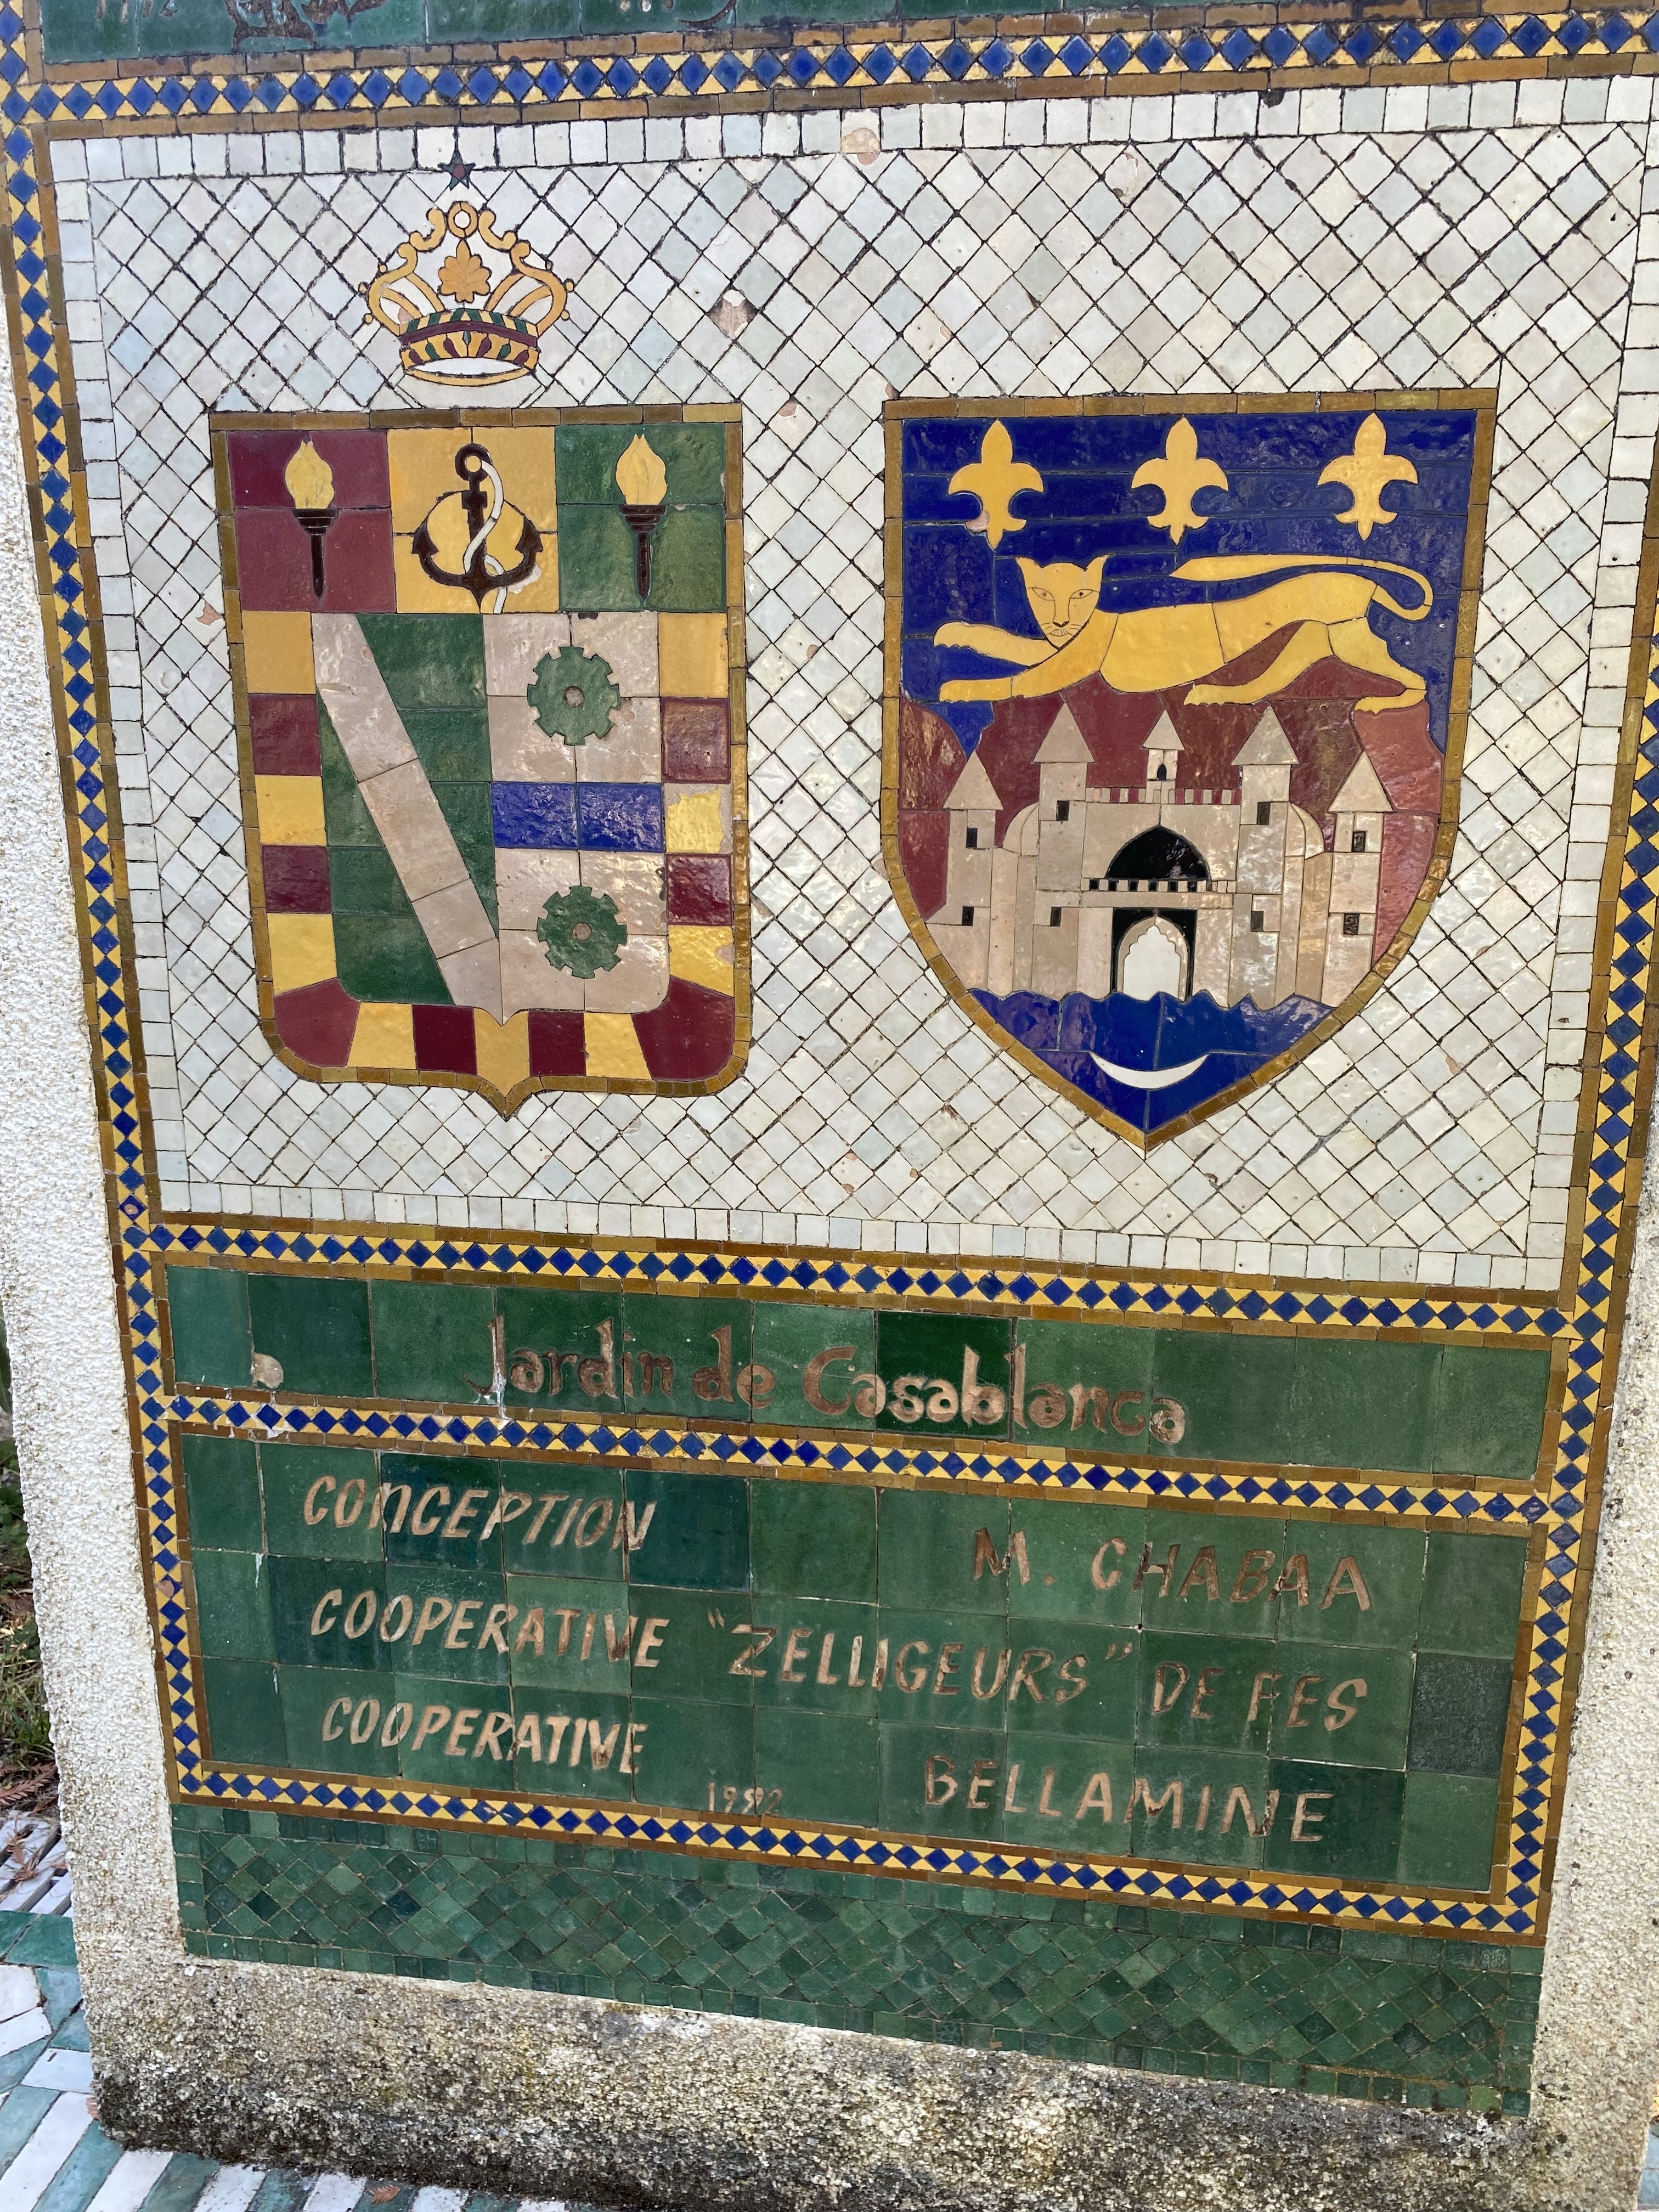 Jardin de Casablanca
CONCEPTION M. CHABAA
COOPERATIVE "ZELLIGEURS" DE FES
COOPERATIVE BELLAMINE
1992